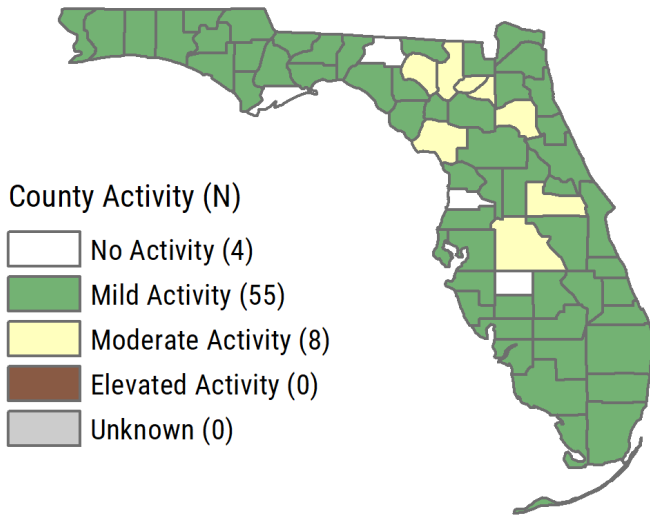 County Activity (N)
No Activity (4)
Mild Activity (55)
Moderate Activity (8)
Elevated Activity (0)
Unknown (0)